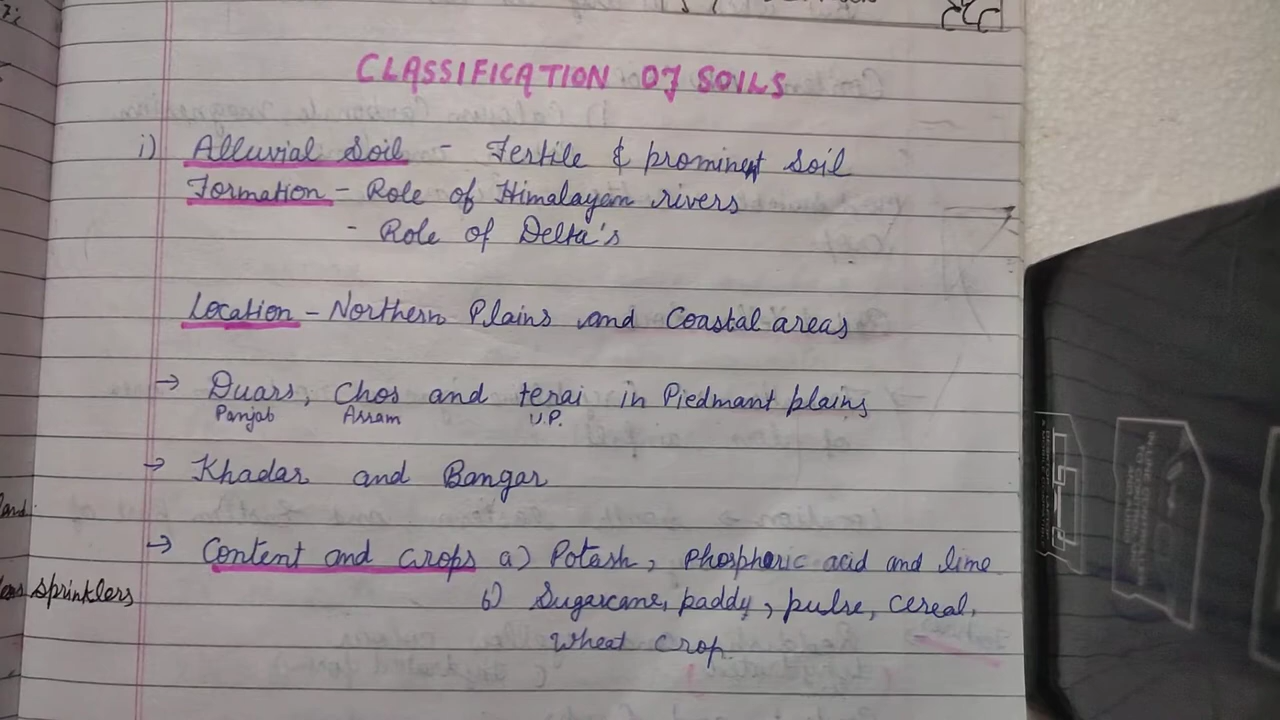 CLASSIFICATION OF SOILS
i) Alluvial Soil - Fertile & prominent soil
Formation - Role of Himalayan rivers
- Role of Delta's
Location - Northern Plains and Coastal areas
→ Duars, Chos and terai in Piedmant plains
Panjab Assam U.P.
→ Khadar and Bangar
→ Content and crops a) Potash, Phosphoric acid and lime
b) Sugarcane, paddy, pulse, cereal,
Wheat crop
and
sprinklers